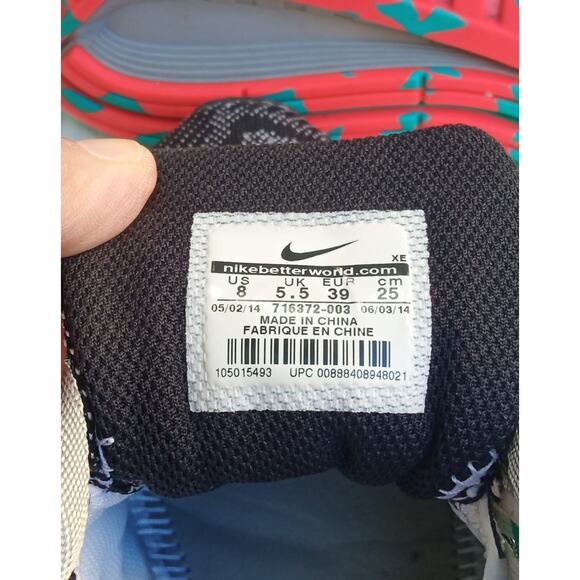 XE
nikebetterworld.com
US UK EUR cm
8 5.5 39 25
05/02/14 716372-003 06/03/14
MADE IN CHINA
FABRIQUE EN CHINE
105015493 UPC 00888408948021